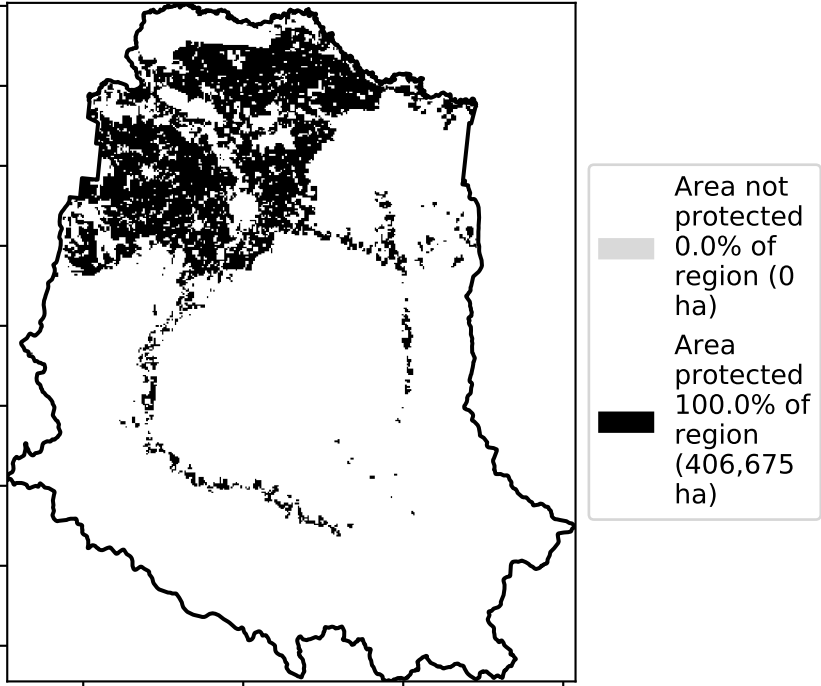 Area not
protected
0.0% of
region (0
ha)
Area
protected
100.0% of
region
(406,675
ha)